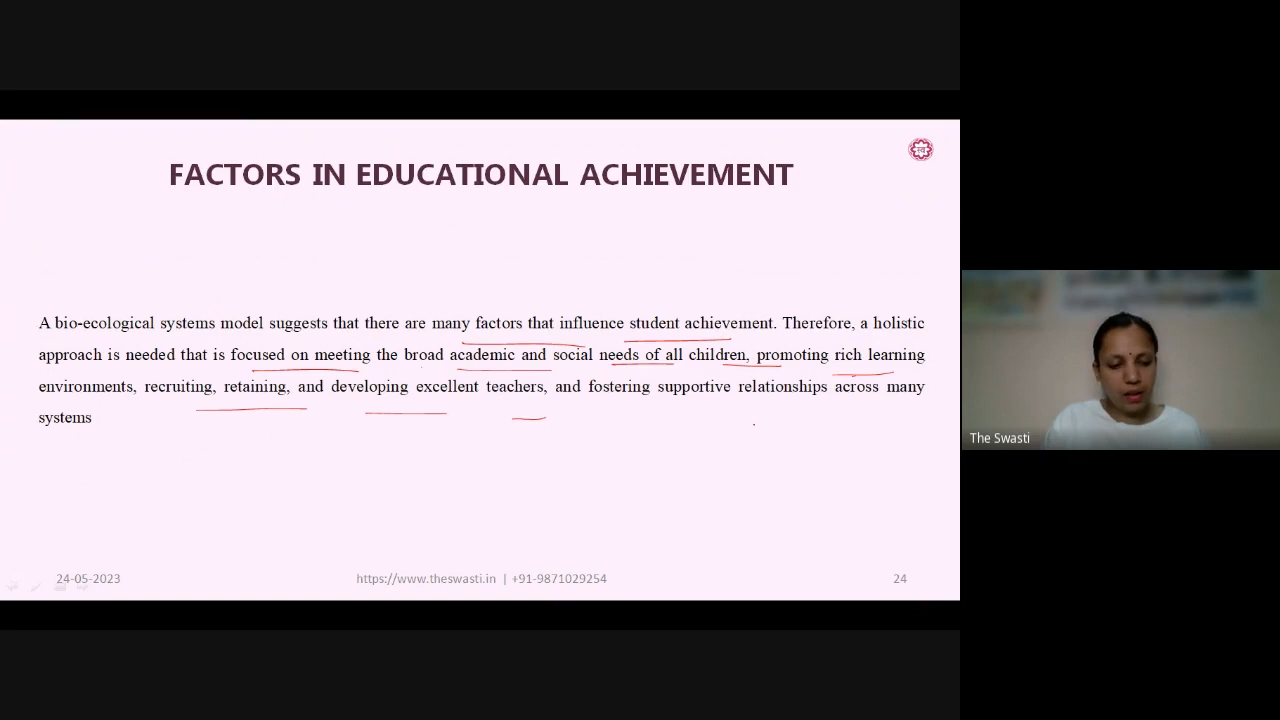 FACTORS IN EDUCATIONAL ACHIEVEMENT
A bio-ecological systems model suggests that there are many factors that influence student achievement. Therefore, a holistic
approach is needed that is focused on meeting the broad academic and social needs of all children, promoting rich learning
environments, recruiting, retaining, and developing excellent teachers, and fostering supportive relationships across many
systems
24-05-2023
https://www.theswasti.in | +91-9871029254
24
The Swasti